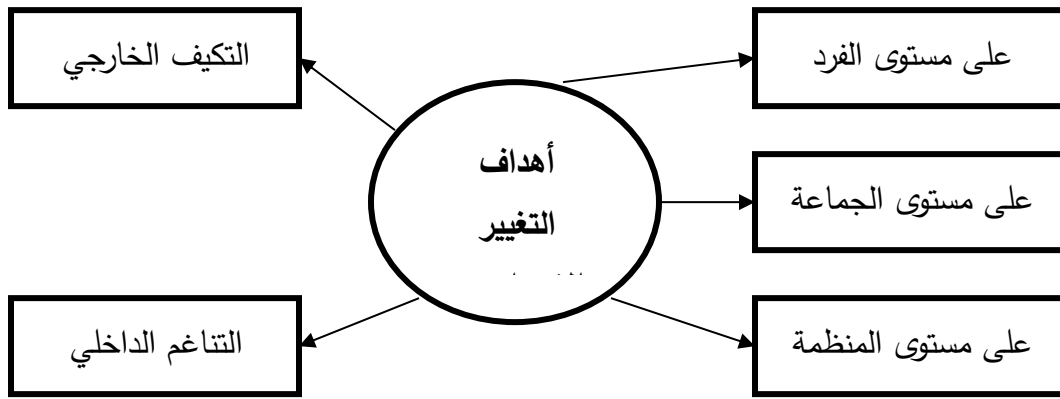 على مستوى الفرد
التكيف الخارجي
أهداف
التغيير
على مستوى الجماعة
على مستوى المنظمة
التناغم الداخلي